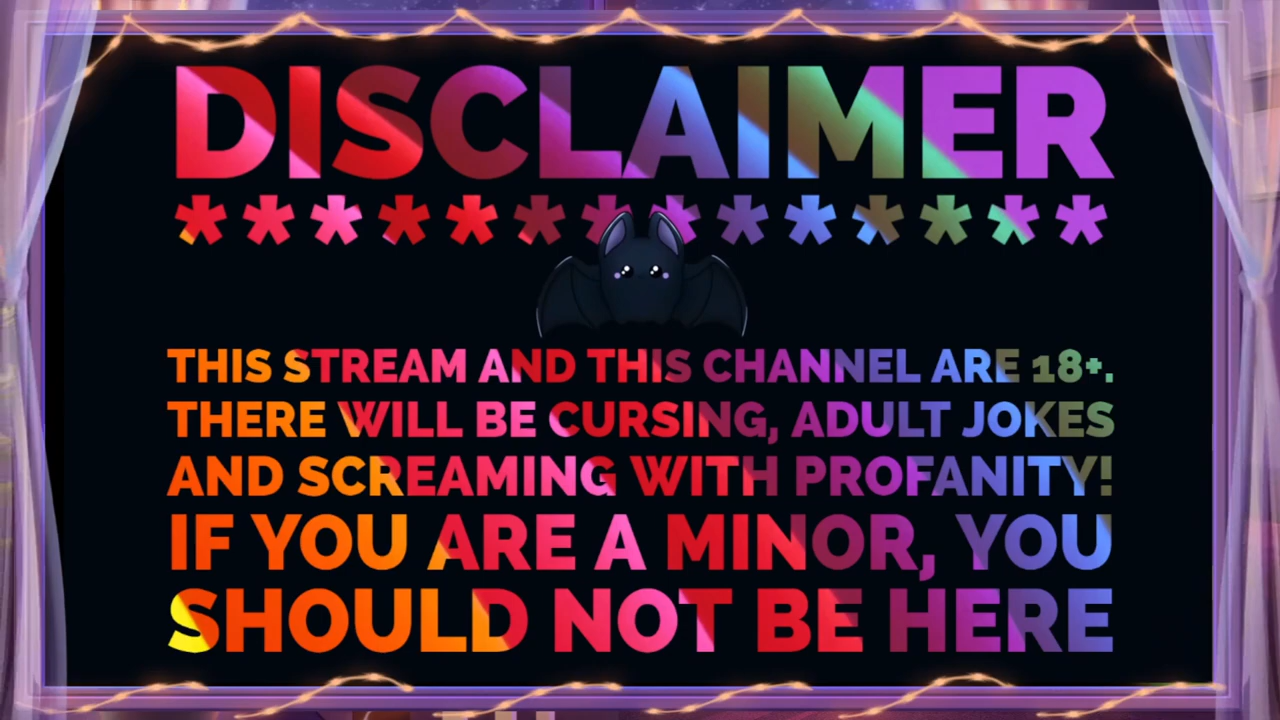 DISCLAIMER
**************
THIS STREAM AND THIS CHANNEL ARE 18+.
THERE WILL BE CURSING, ADULT JOKES
AND SCREAMING WITH PROFANITY!
IF YOU ARE A MINOR, YOU
SHOULD NOT BE HERE